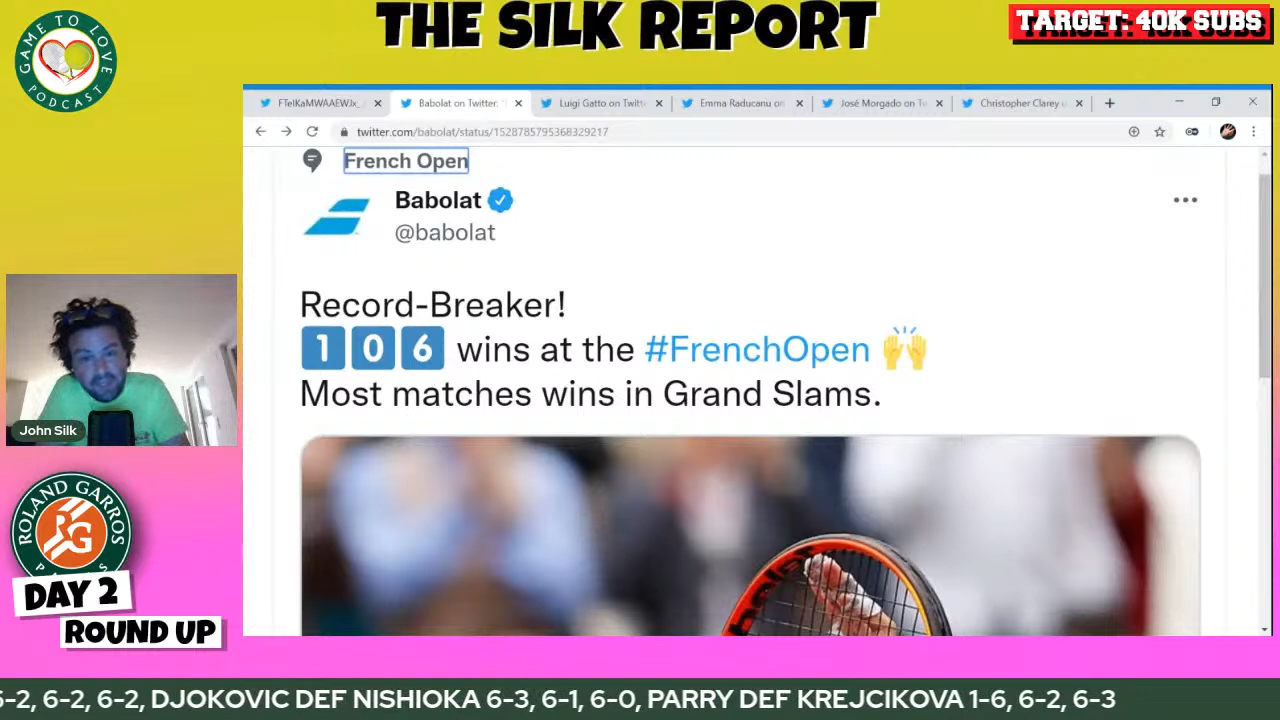 THE SILK REPORT
TARGET: 40K SUBS
GAME TO LOVE
PODCAST
FTelKaMWAAEWJx_
Babolat on Twitter:
Luigi Gatto on Twitt
Emma Raducanu on
José Morgado on Tw
Christopher Clarey
twitter.com/babolat/status/1528785795368329217
French Open
Babolat
@babolat
Record-Breaker!
106 wins at the #FrenchOpen 🙌
Most matches wins in Grand Slams.
John Silk
ROLAND GARROS
RG
DAY 2
ROUND UP
6-2, 6-2, 6-2, DJOKOVIC DEF NISHIOKA 6-3, 6-1, 6-0, PARRY DEF KREJCIKOVA 1-6, 6-2, 6-3